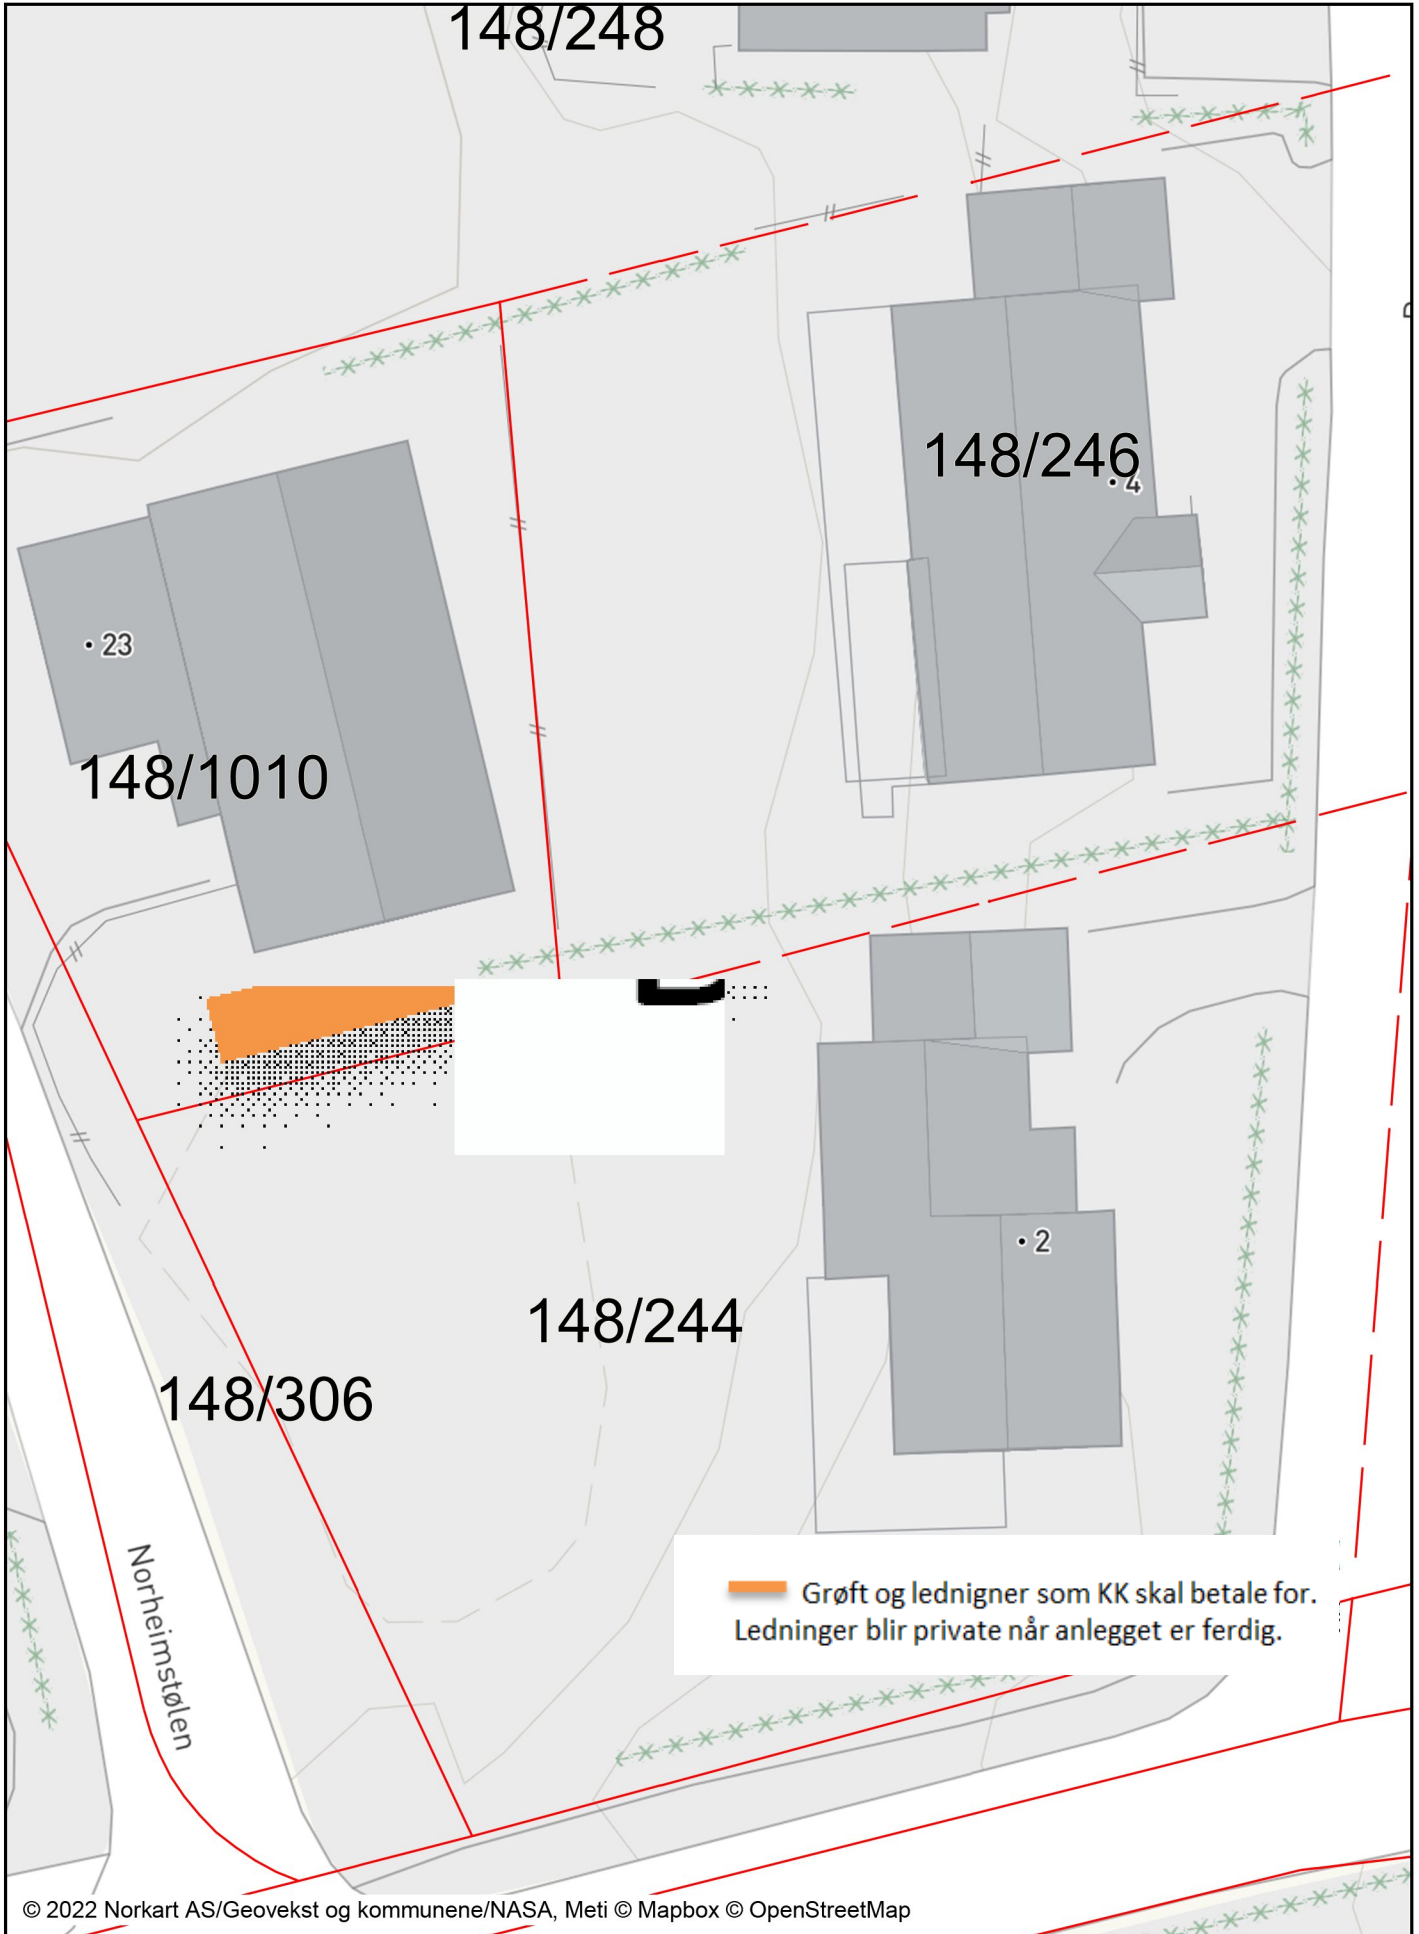 148/248
148/246
4
23
148/1010
2
148/244
148/306
Norheimstølen
Grøft og lednigner som KK skal betale for.
Ledninger blir private når anlegget er ferdig.
© 2022 Norkart AS/Geovekst og kommunene/NASA, Meti © Mapbox © OpenStreetMap